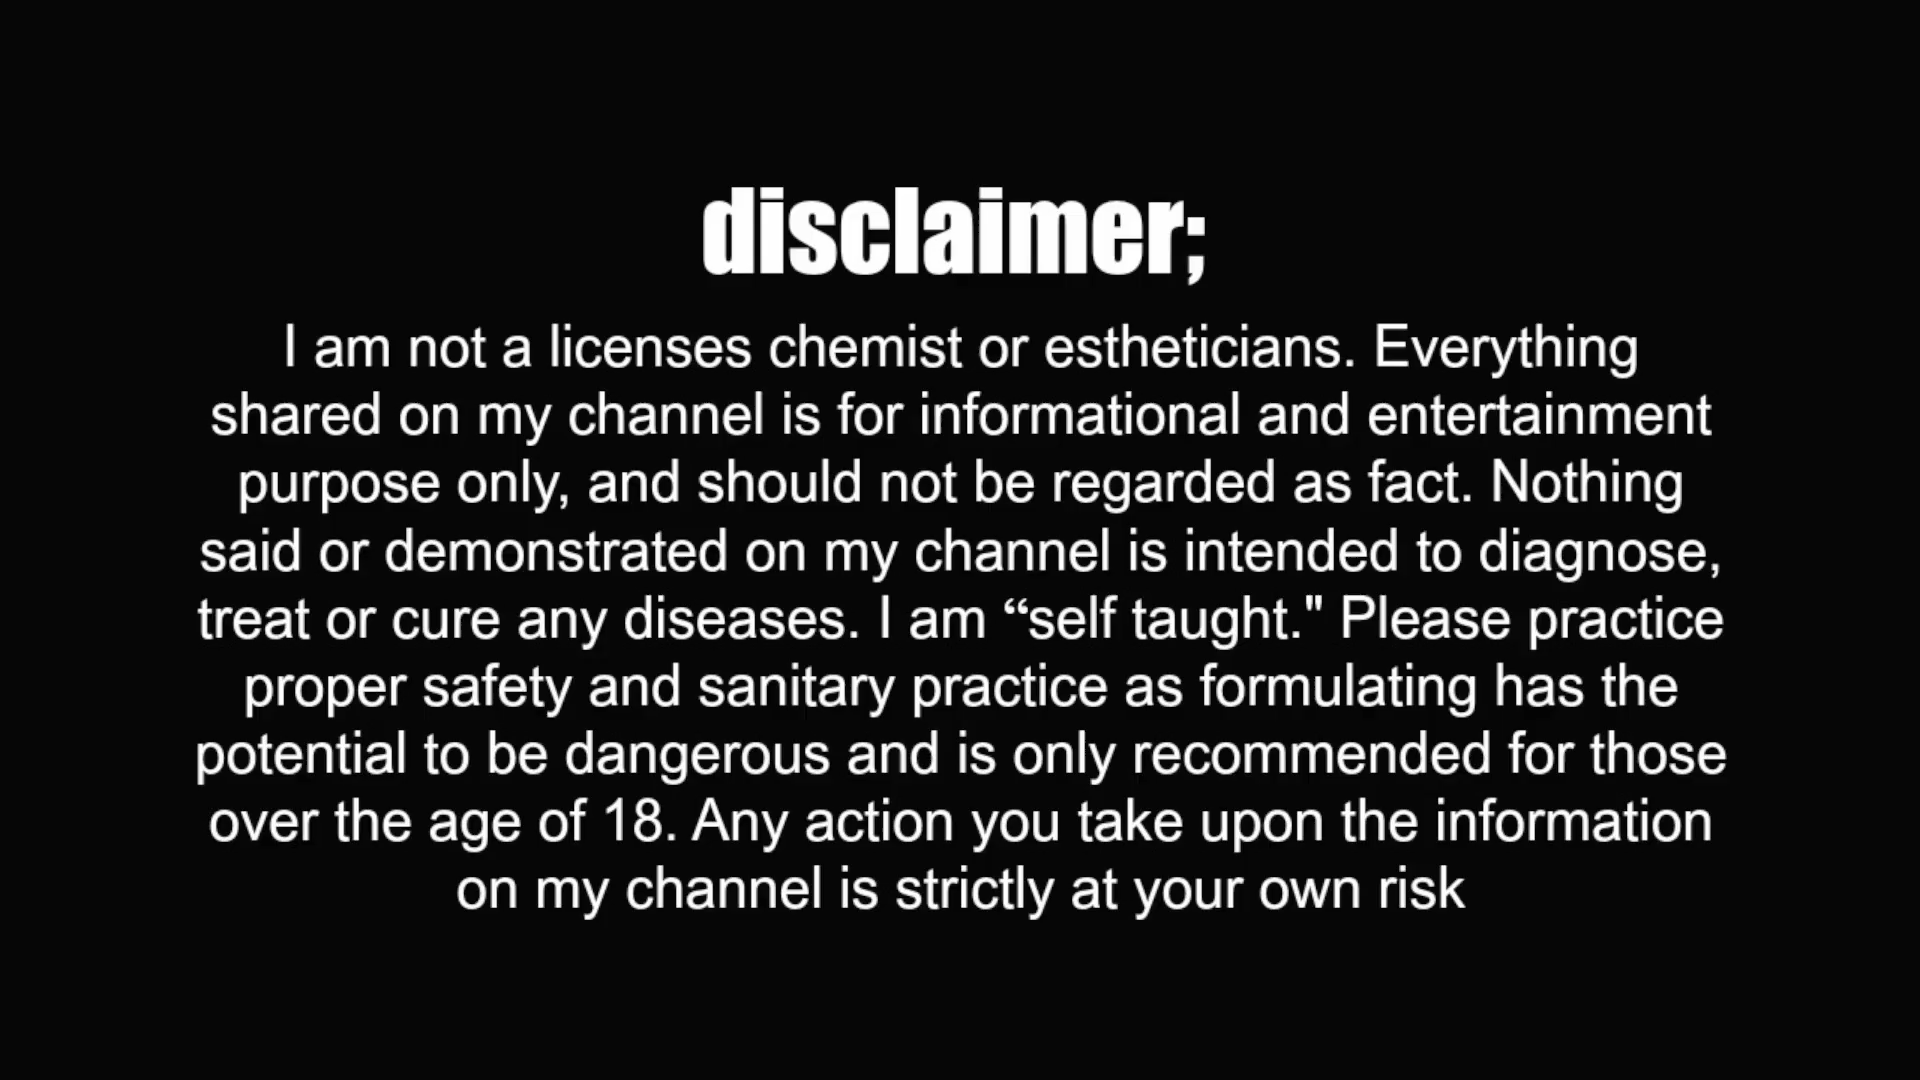 disclaimer;
I am not a licenses chemist or estheticians. Everything
shared on my channel is for informational and entertainment
purpose only, and should not be regarded as fact. Nothing
said or demonstrated on my channel is intended to diagnose,
treat or cure any diseases. I am “self taught." Please practice
proper safety and sanitary practice as formulating has the
potential to be dangerous and is only recommended for those
over the age of 18. Any action you take upon the information
on my channel is strictly at your own risk